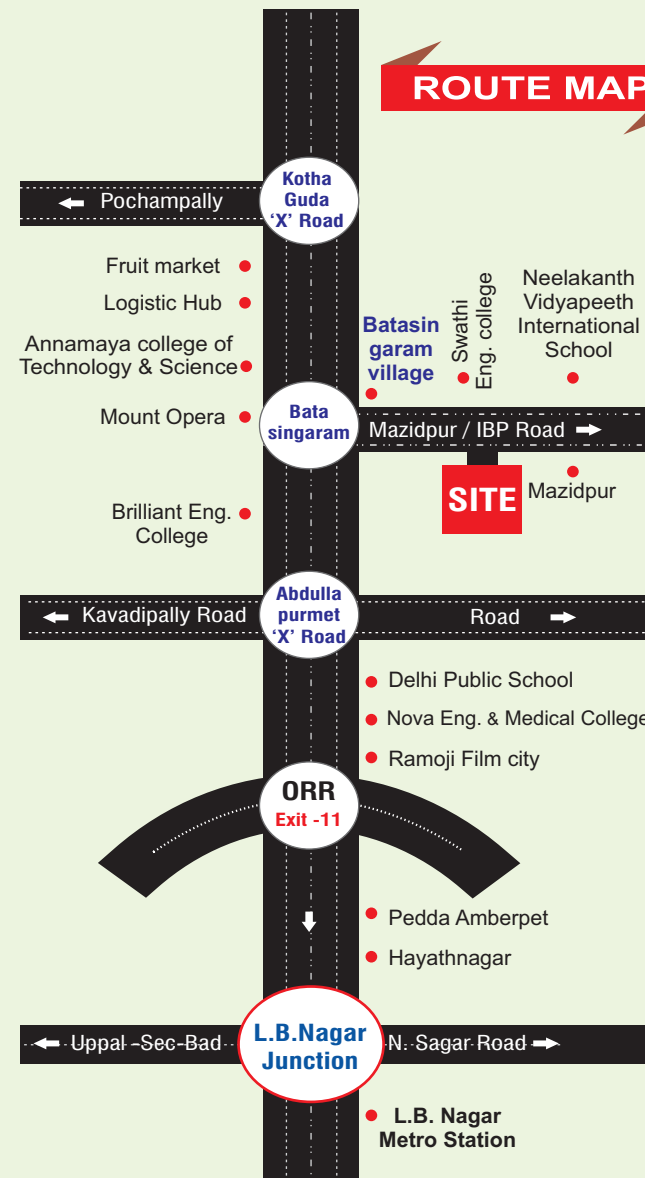 ROUTE MAP
Kotha
Guda
‘X’ Road
Pochampally
Fruit market
Logistic Hub
Annamaya college of
Technology & Science
Mount Opera
Batasin
garam
village
Swathi
Eng. college
Neelakanth
Vidyapeeth
International
School
Bata
singaram
Mazidpur / IBP Road
SITE
Mazidpur
Brilliant Eng.
College
Abdulla
purmet
‘X’ Road
Kavadipally Road
Road
Delhi Public School
Nova Eng. & Medical College
Ramoji Film city
ORR
Exit -11
Pedda Amberpet
Hayathnagar
Uppal -Sec-Bad
L.B.Nagar
Junction
N. Sagar Road
L.B. Nagar
Metro Station